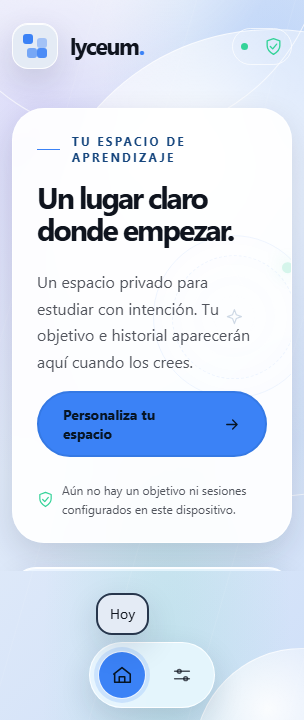 lyceum.
TU ESPACIO DE
APRENDIZAJE
Un lugar claro
donde empezar.
Un espacio privado para
estudiar con intención. Tu
objetivo e historial aparecerán
aquí cuando los crees.
Personaliza tu
espacio
Aún no hay un objetivo ni sesiones
configurados en este dispositivo.
Hoy